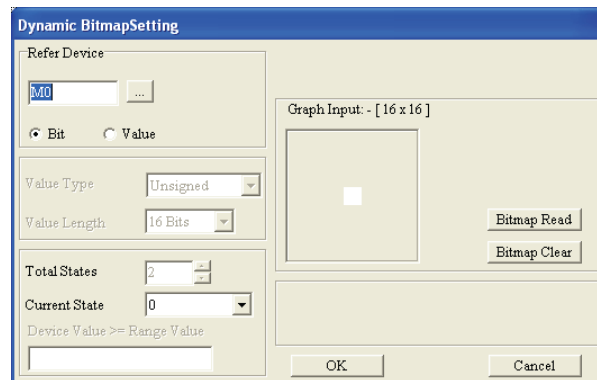 Dynamic BitmapSetting
Refer Device
M0
...
Bit
Value
Value Type
Unsigned
Value Length
16 Bits
Total States
2
Current State
0
Device Value >= Range Value
Graph Input: - [ 16 x 16 ]
Bitmap Read
Bitmap Clear
OK
Cancel